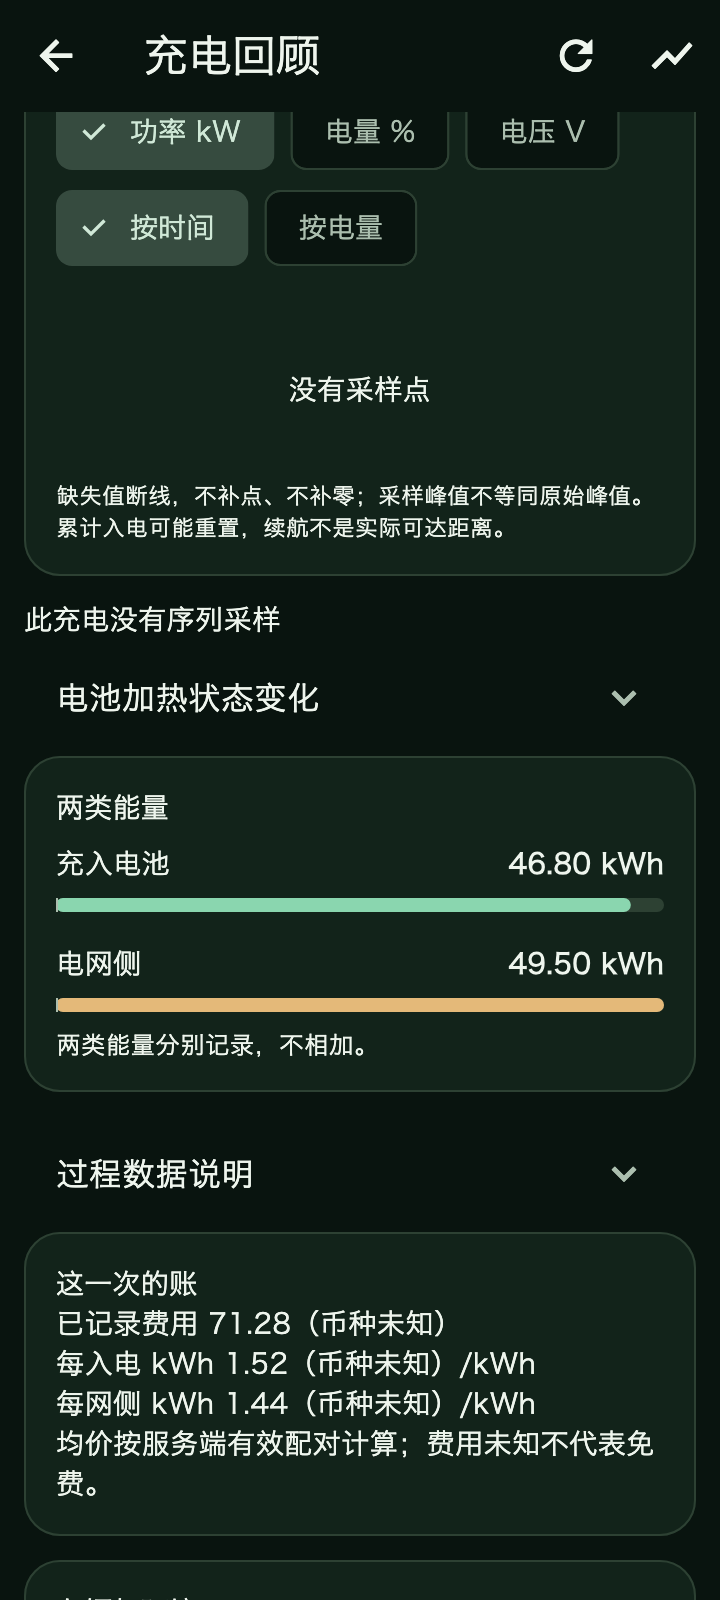 充电回顾
功率 kW
电量 %
电压 V
按时间
按电量
没有采样点
缺失值断线，不补点、不补零；采样峰值不等同原始峰值。
累计入电可能重置，续航不是实际可达距离。
此充电没有序列采样
电池加热状态变化
两类能量
充入电池 46.80 kWh
电网侧 49.50 kWh
两类能量分别记录，不相加。
过程数据说明
这一次的账
已记录费用 71.28（币种未知）
每入电 kWh 1.52（币种未知）/kWh
每网侧 kWh 1.44（币种未知）/kWh
均价按服务端有效配对计算；费用未知不代表免
费。